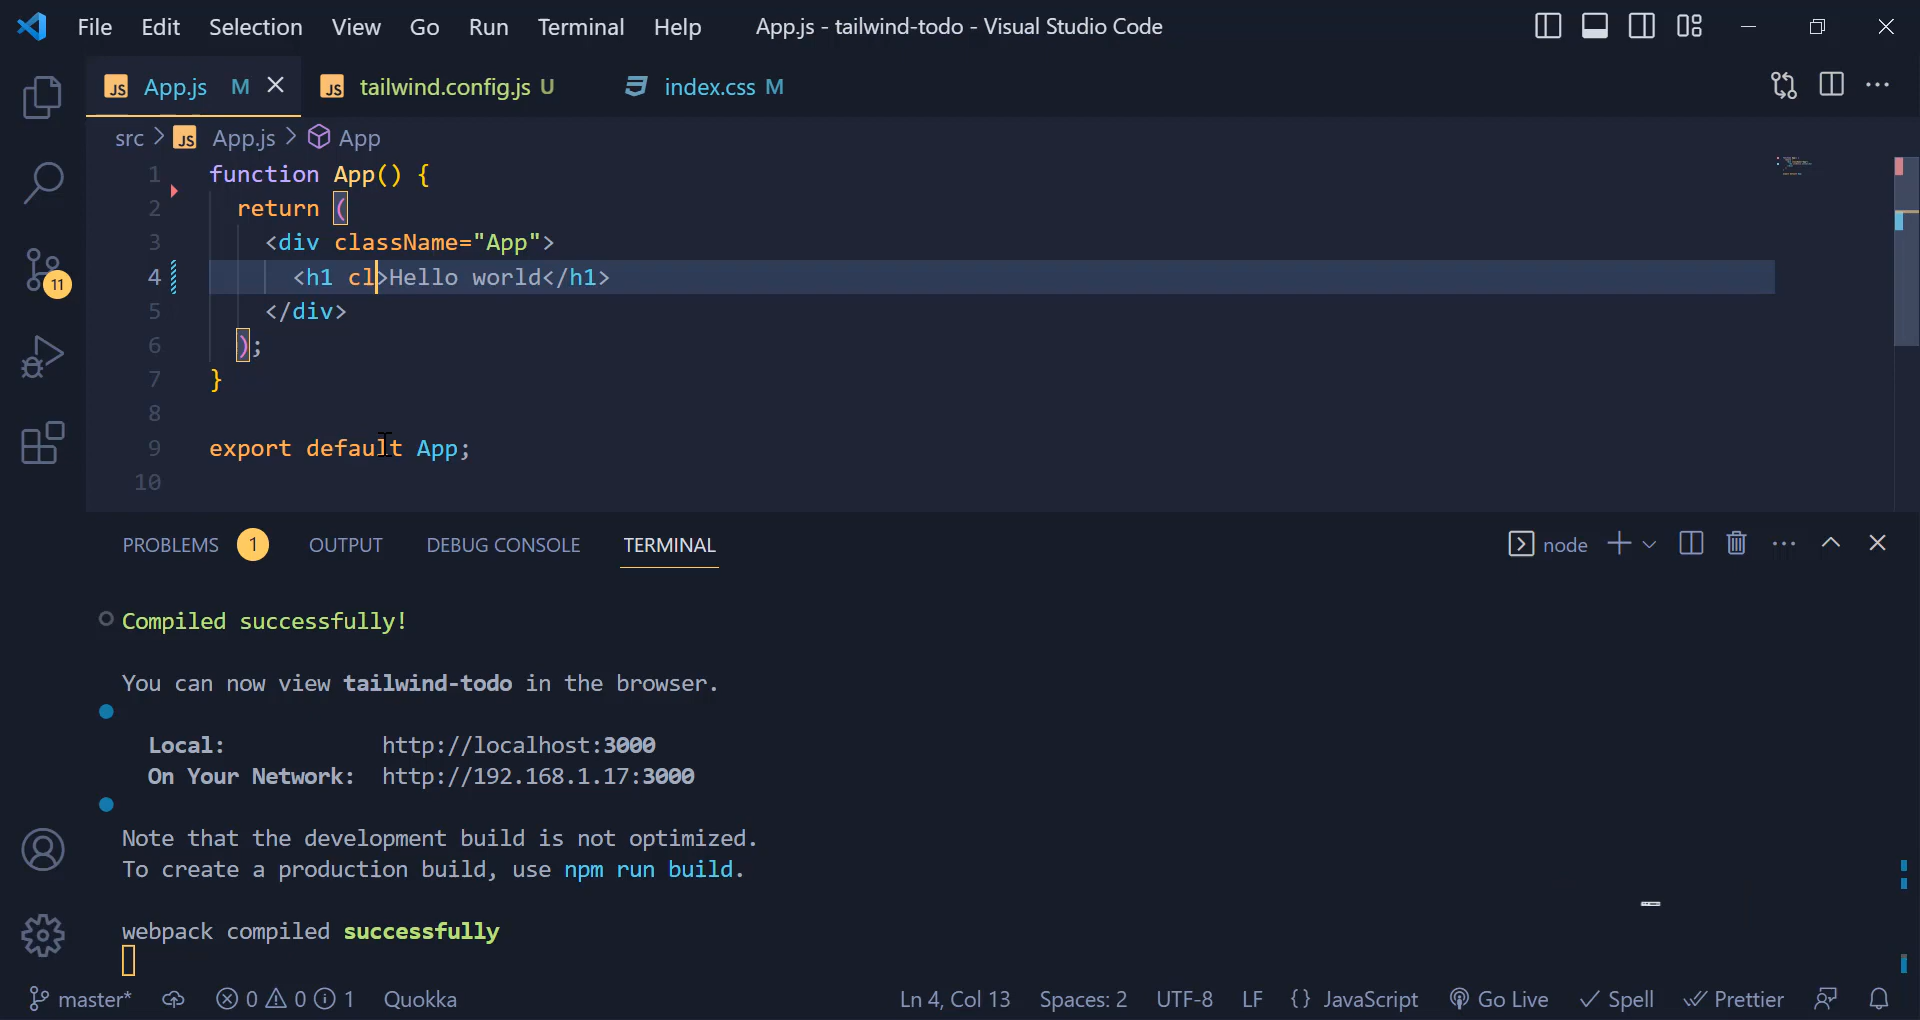 File Edit Selection View Go Run Terminal Help App.js - tailwind-todo - Visual Studio Code
JS App.js M JS tailwind.config.js U index.css M
src > JS App.js > App
1 function App() {
2 return (
3 <div className="App">
4 <h1 cl>Hello world</h1>
5 </div>
6 );
7 }
8
9 export default App;
10
11
PROBLEMS 1 OUTPUT DEBUG CONSOLE TERMINAL node
Compiled successfully!
You can now view tailwind-todo in the browser.
Local: http://localhost:3000
On Your Network: http://192.168.1.17:3000
Note that the development build is not optimized.
To create a production build, use npm run build.
webpack compiled successfully
master* 0 0 1 Quokka Ln 4, Col 13 Spaces: 2 UTF-8 LF {} JavaScript Go Live Spell Prettier